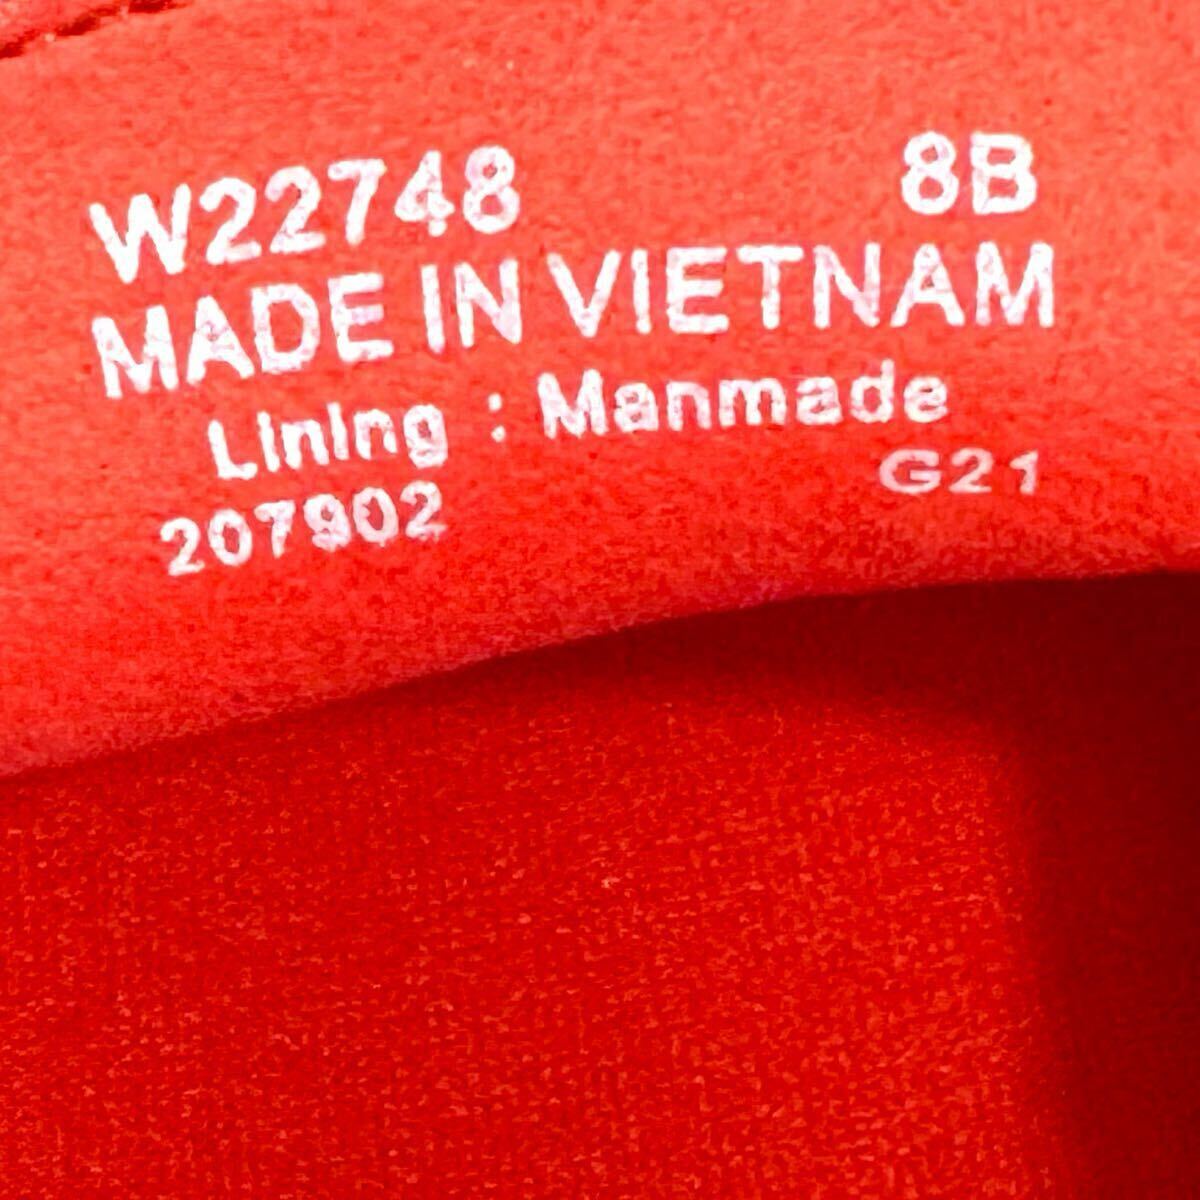 W22748 8B
MADE IN VIETNAM
Lining : Manmade
207902 G21